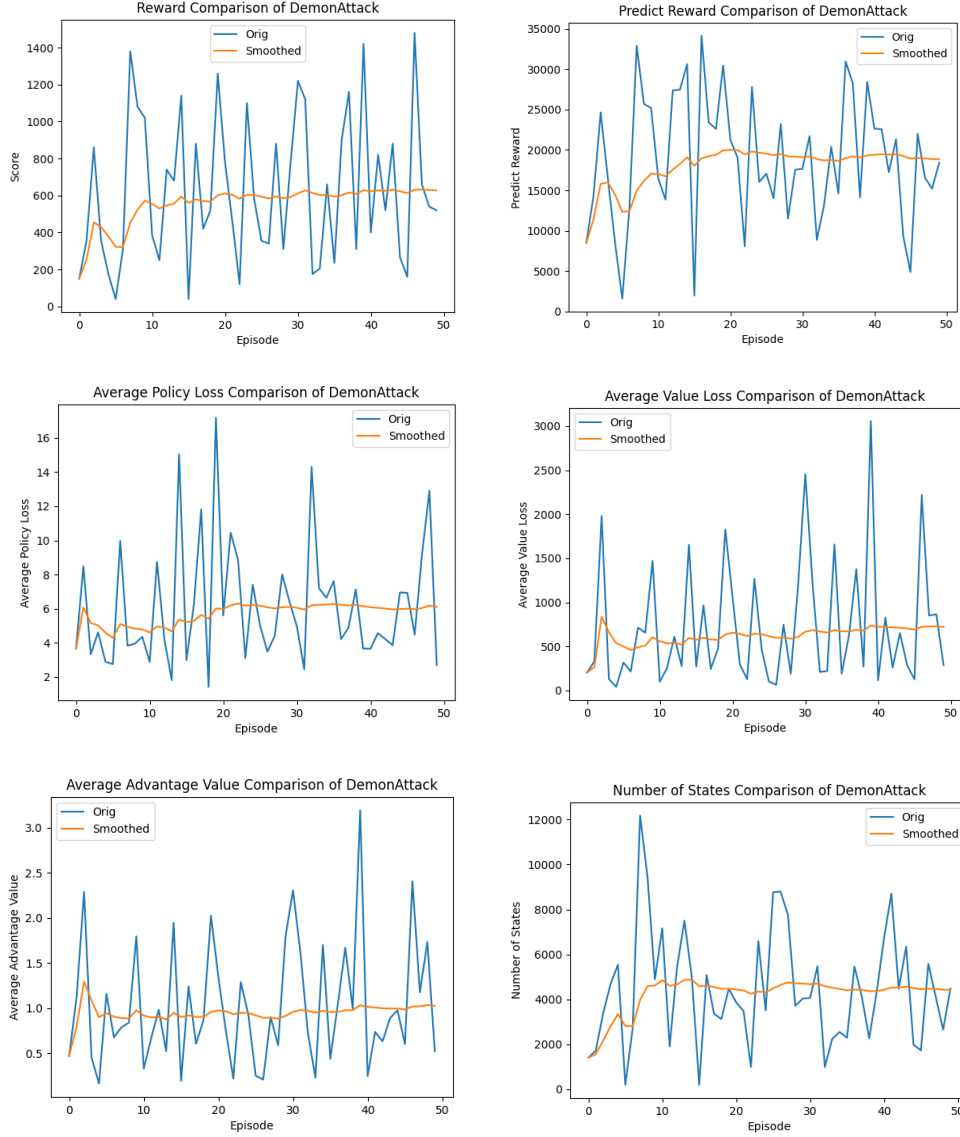 Reward Comparison of DemonAttack
Orig
Smoothed
1400
1200
1000
800
600
400
200
0
Score
0 10 20 30 40 50
Episode
Predict Reward Comparison of DemonAttack
Orig
Smoothed
35000
30000
25000
20000
15000
10000
5000
0
Predict Reward
0 10 20 30 40 50
Episode
Average Policy Loss Comparison of DemonAttack
Orig
Smoothed
16
14
12
10
8
6
4
2
Average Policy Loss
0 10 20 30 40 50
Episode
Average Value Loss Comparison of DemonAttack
Orig
Smoothed
3000
2500
2000
1500
1000
500
0
Average Value Loss
0 10 20 30 40 50
Episode
Average Advantage Value Comparison of DemonAttack
Orig
Smoothed
3.0
2.5
2.0
1.5
1.0
0.5
Average Advantage Value
0 10 20 30 40 50
Episode
Number of States Comparison of DemonAttack
Orig
Smoothed
12000
10000
8000
6000
4000
2000
0
Number of States
0 10 20 30 40 50
Episode